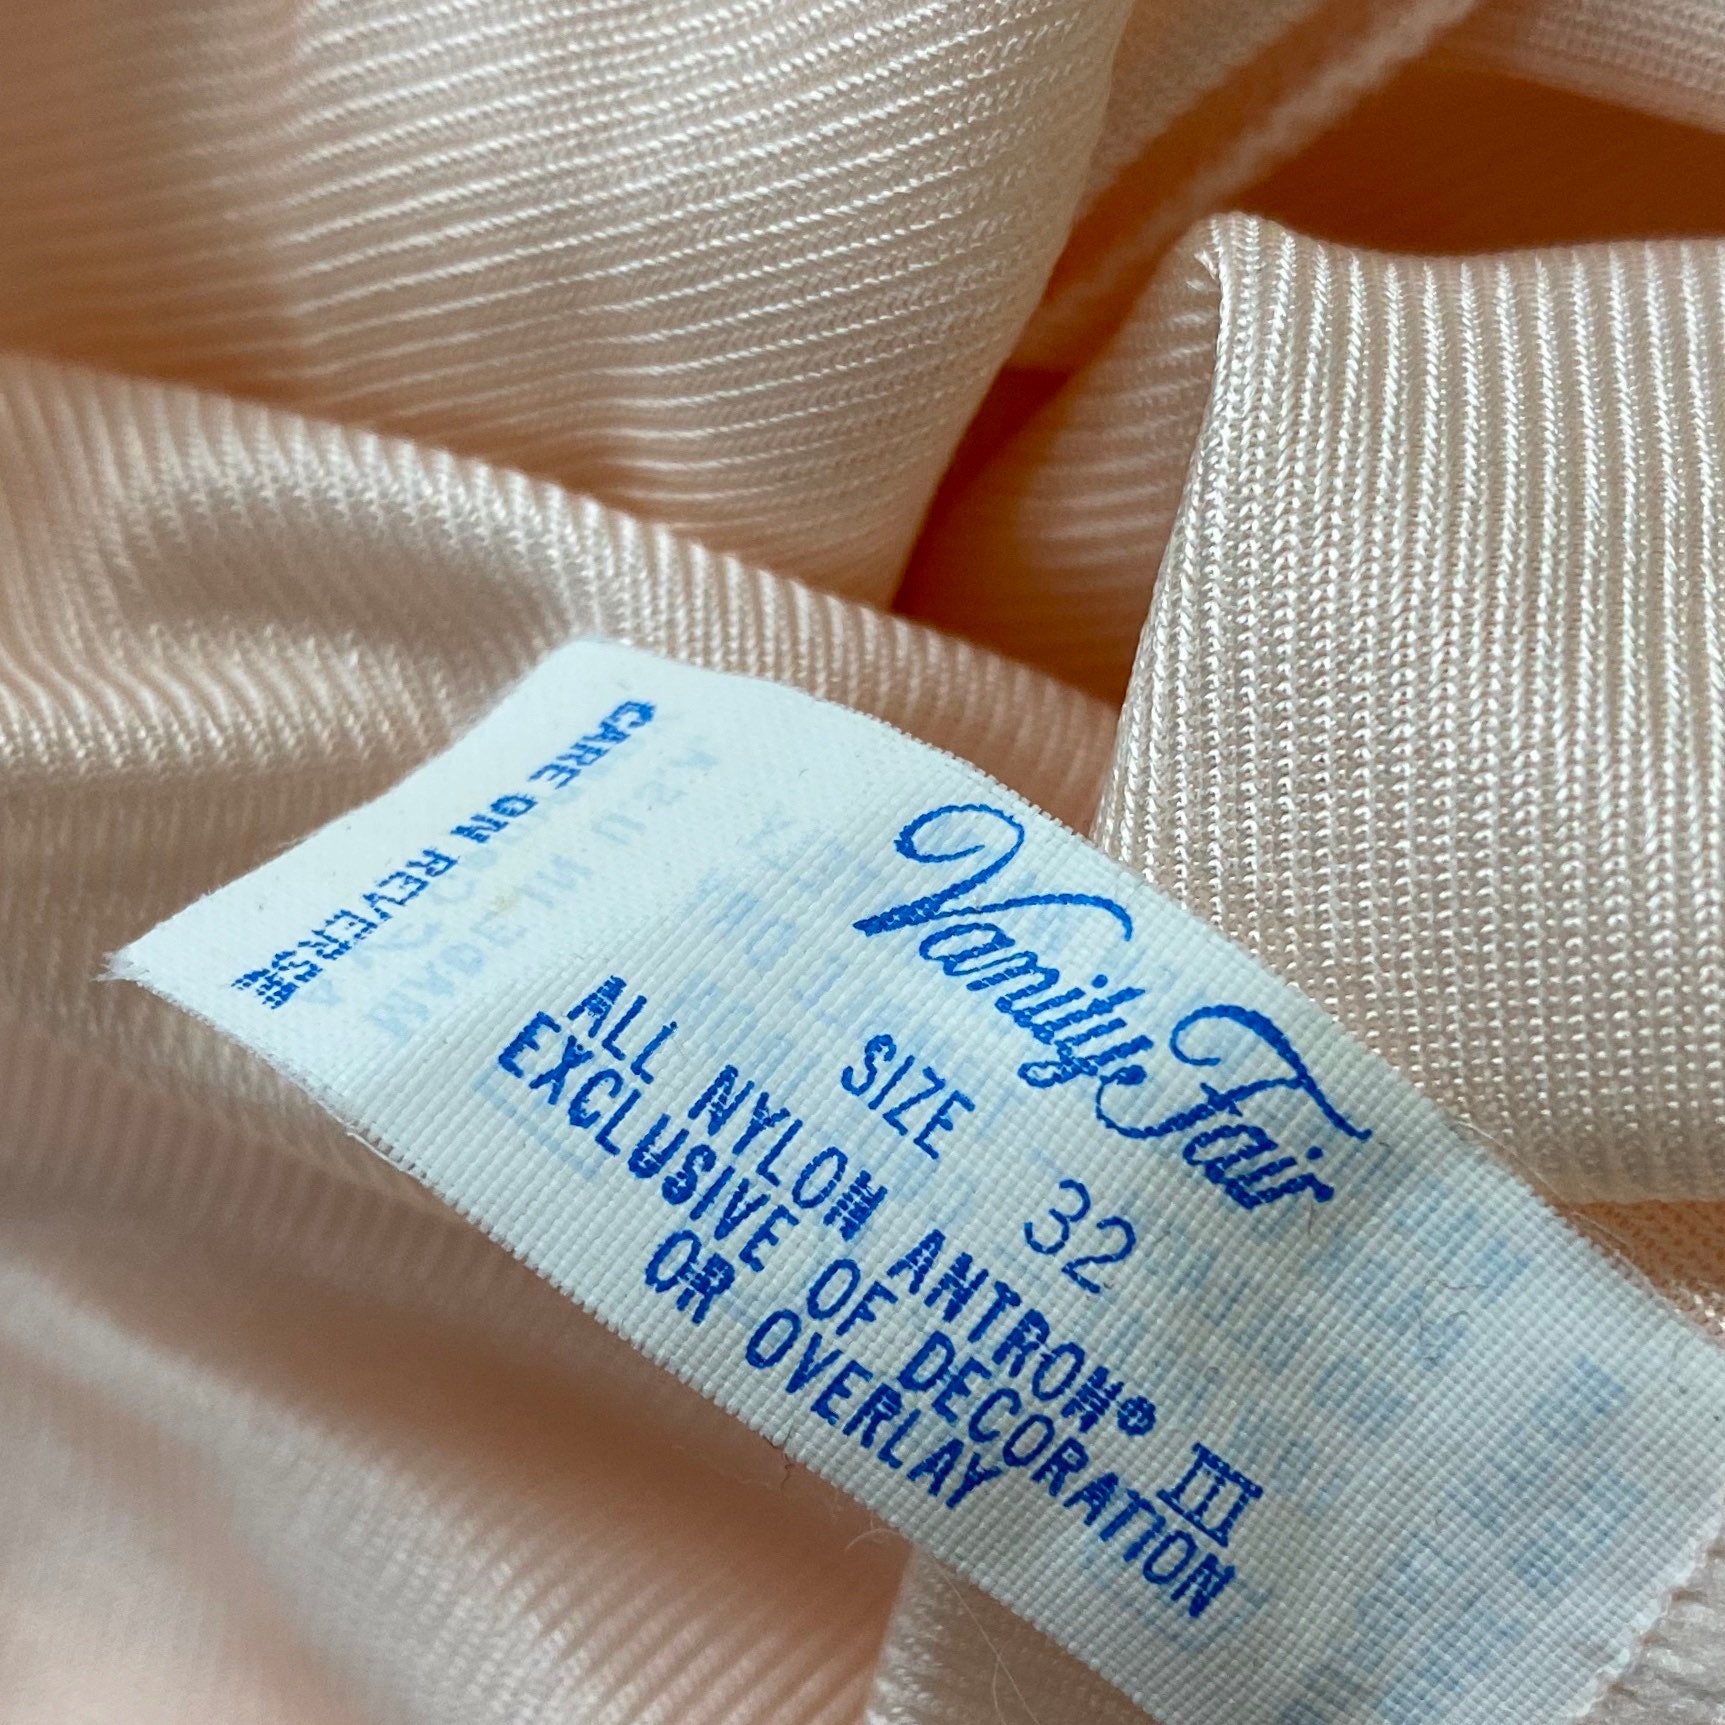 Vanity Fair
SIZE 32
ALL NYLON ANTRON® III
EXCLUSIVE OF DECORATION
OR OVERLAY
CARE ON REVERSE